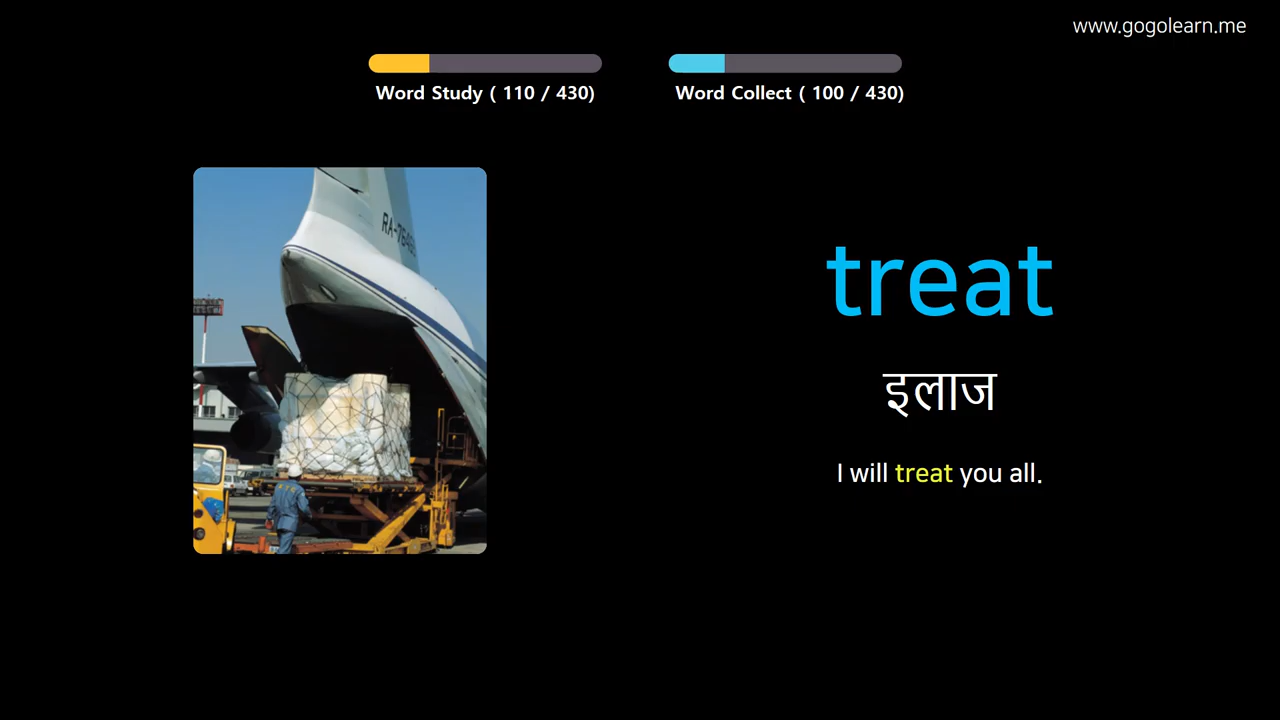 www.gogolearn.me
Word Study ( 110 / 430)
Word Collect ( 100 / 430)
treat
इलाज
I will treat you all.